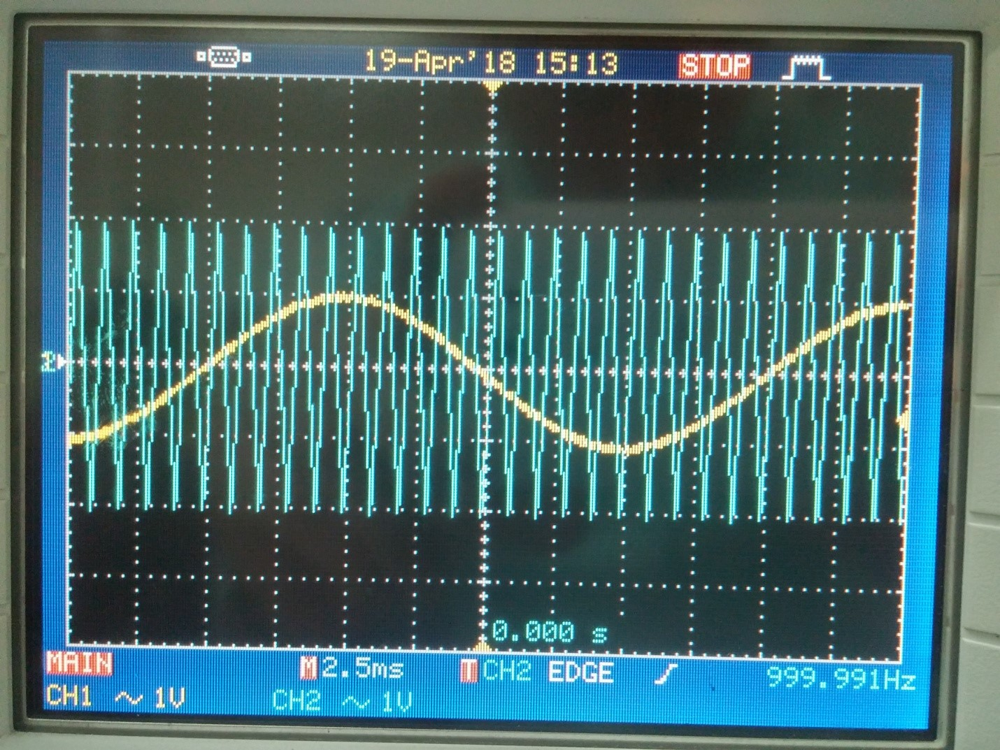 19-Apr'18 15:13 STOP
0.000 s
MAIN M 2.5ms T CH2 EDGE 999.991Hz
CH1 ~ 1V CH2 ~ 1V